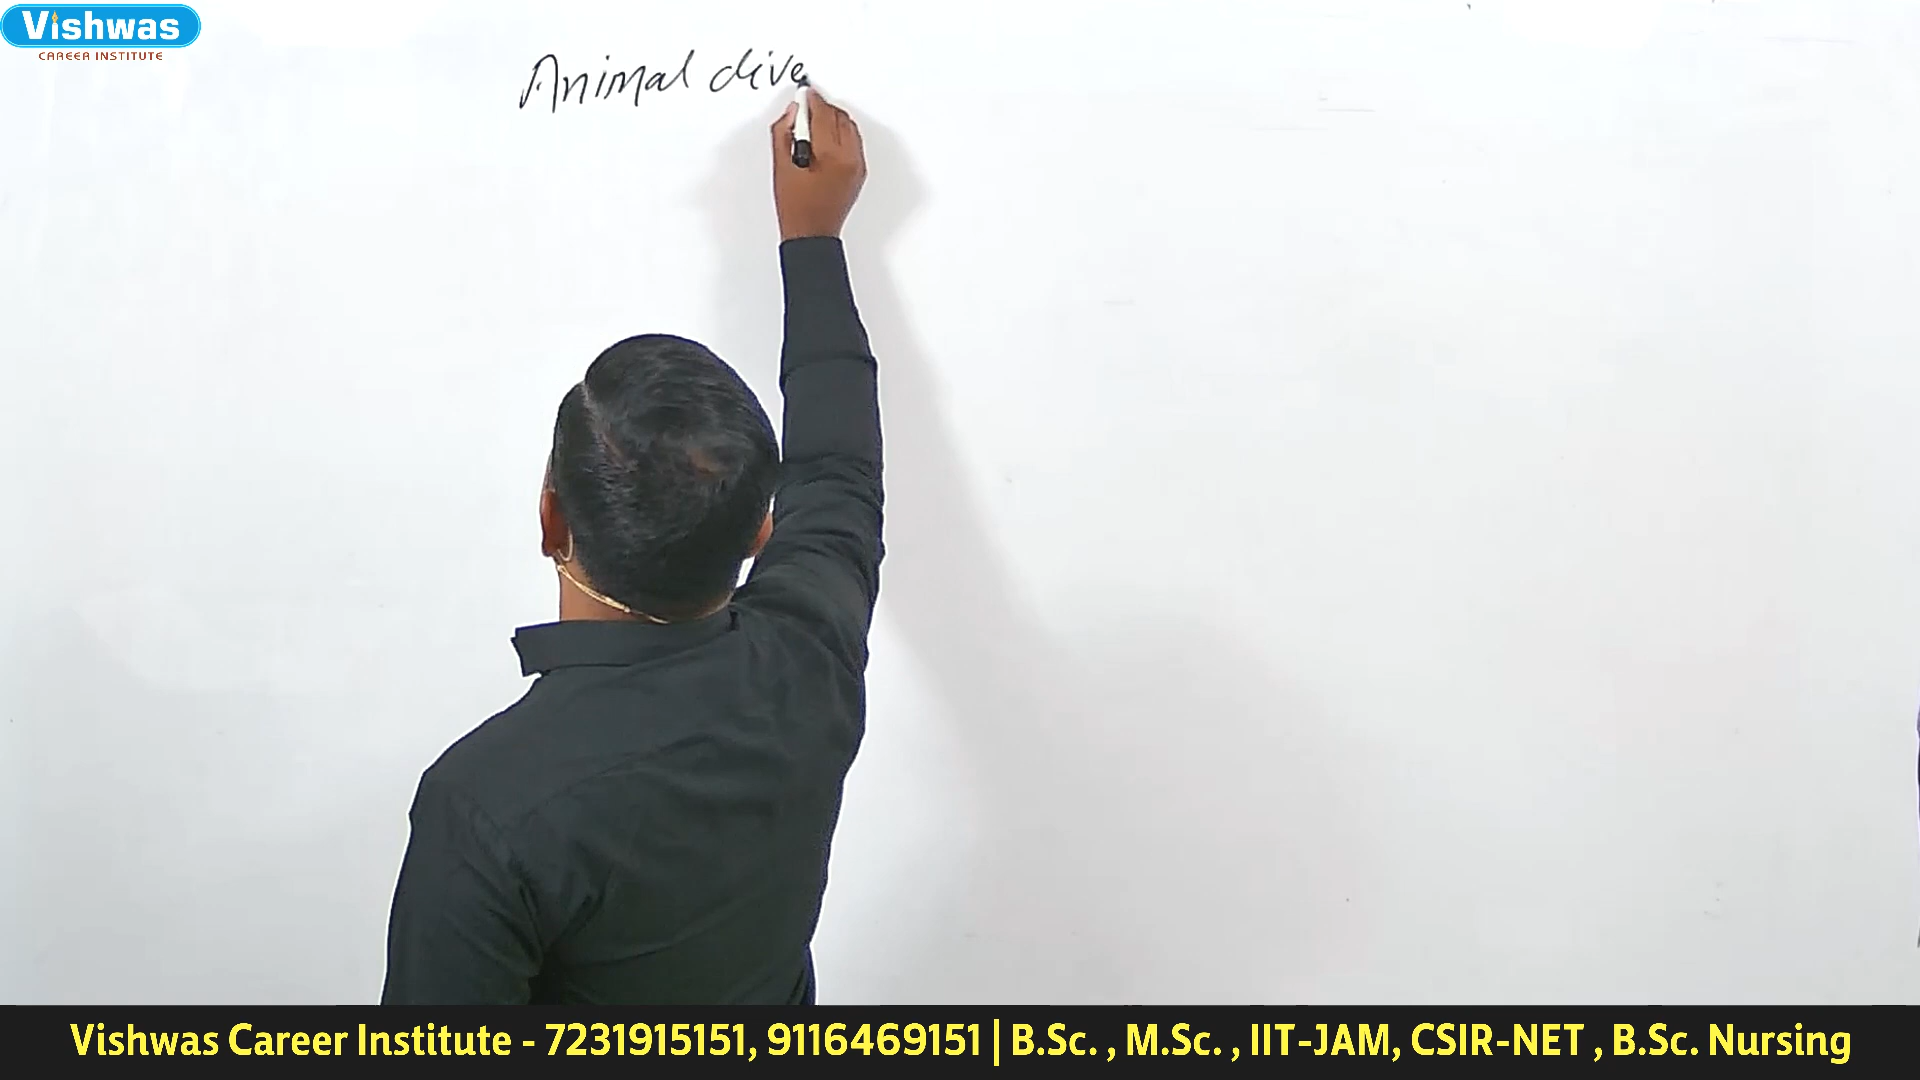 Vishwas
CAREER INSTITUTE
Animal dive
Vishwas Career Institute - 7231915151, 9116469151 | B.Sc. , M.Sc. , IIT-JAM, CSIR-NET , B.Sc. Nursing